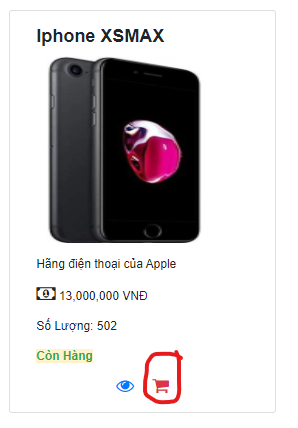 Iphone XSMAX
Hãng điện thoại của Apple
13,000,000 VNĐ
Số Lượng: 502
Còn Hàng